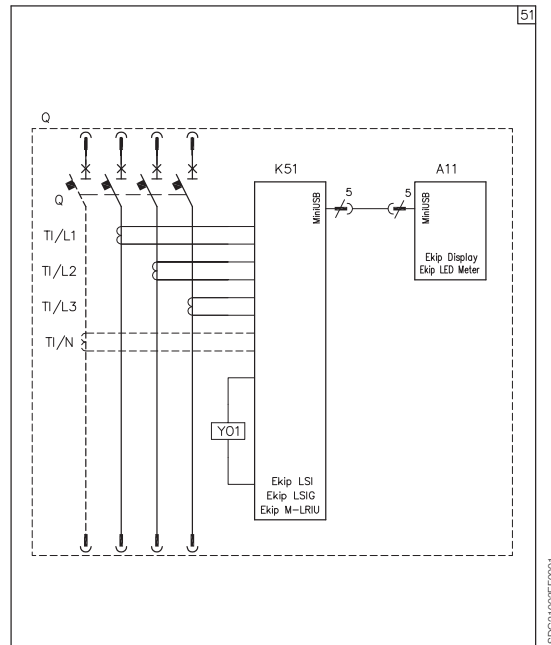 51
Q
K51
A11
Q
5
5
MiniUSB
MiniUSB
TI/L1
TI/L2
TI/L3
TI/N
Ekip Display
Ekip LED Meter
Y01
Ekip LSI
Ekip LSIG
Ekip M-LRIU